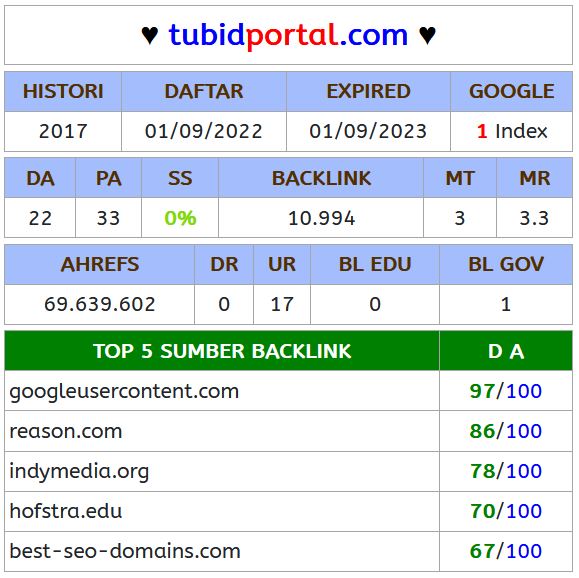 ♥ tubidportal.com ♥
HISTORI DAFTAR EXPIRED GOOGLE
2017 01/09/2022 01/09/2023 1 Index
DA PA SS BACKLINK MT MR
22 33 0% 10.994 3 3.3
AHREFS DR UR BL EDU BL GOV
69.639.602 0 17 0 1
TOP 5 SUMBER BACKLINK D A
googleusercontent.com 97/100
reason.com 86/100
indymedia.org 78/100
hofstra.edu 70/100
best-seo-domains.com 67/100